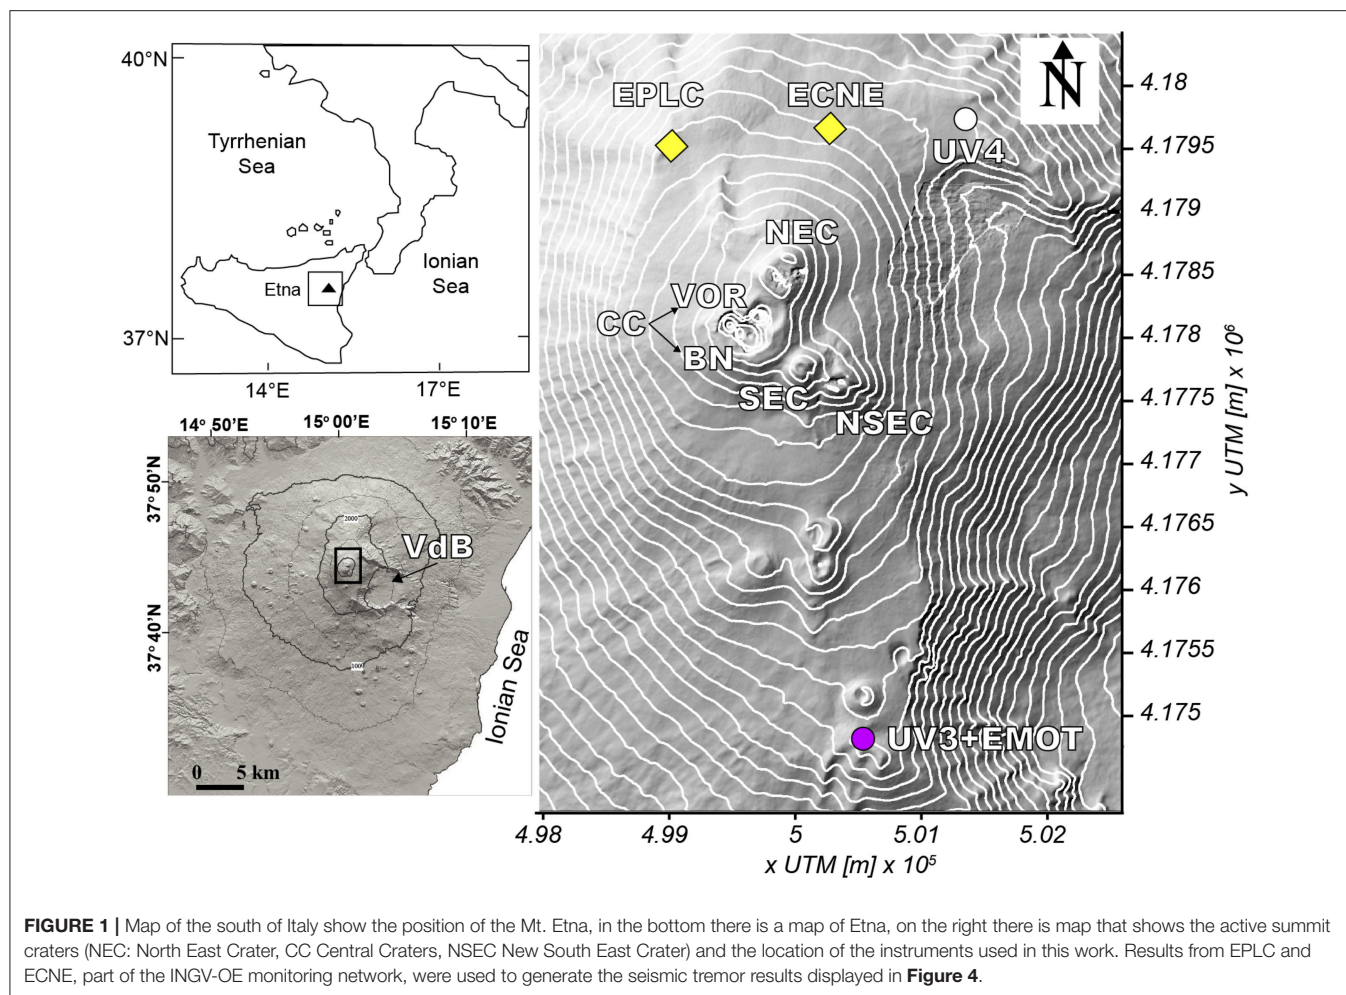 40°N
Tyrrhenian
Sea
Ionian
Sea
Etna
37°N
14°E
17°E
14° 50'E
15° 00'E
15° 10'E
37° 50'N
37° 40'N
2000
VdB
1000
Ionian Sea
0 5 km
EPLC
ECNE
N
UV4
NEC
VOR
CC
BN
SEC
NSEC
UV3+EMOT
4.18
4.1795
4.179
4.1785
4.178
4.1775
4.177
4.1765
4.176
4.1755
4.175
y UTM [m] x 10⁶
4.98
4.99
5
5.01
5.02
x UTM [m] x 10⁵
FIGURE 1 | Map of the south of Italy show the position of the Mt. Etna, in the bottom there is a map of Etna, on the right there is map that shows the active summit
craters (NEC: North East Crater, CC Central Craters, NSEC New South East Crater) and the location of the instruments used in this work. Results from EPLC and
ECNE, part of the INGV-OE monitoring network, were used to generate the seismic tremor results displayed in Figure 4.